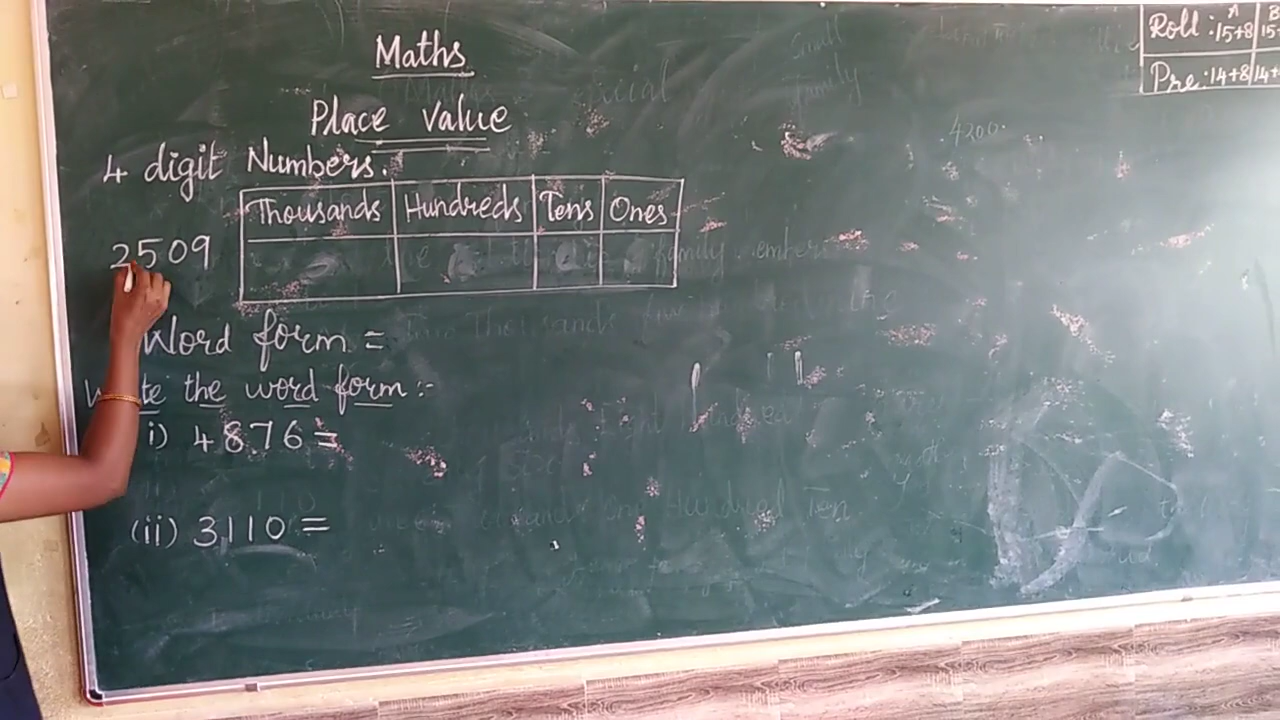 Maths
Place Value
4 digit Numbers.
Thousands Hundreds Tens Ones
2509
Word form =
the word form :-
i) 4876 =
(ii) 3110 =
Roll : 15+8
Pre : 14+8
A
B
4200